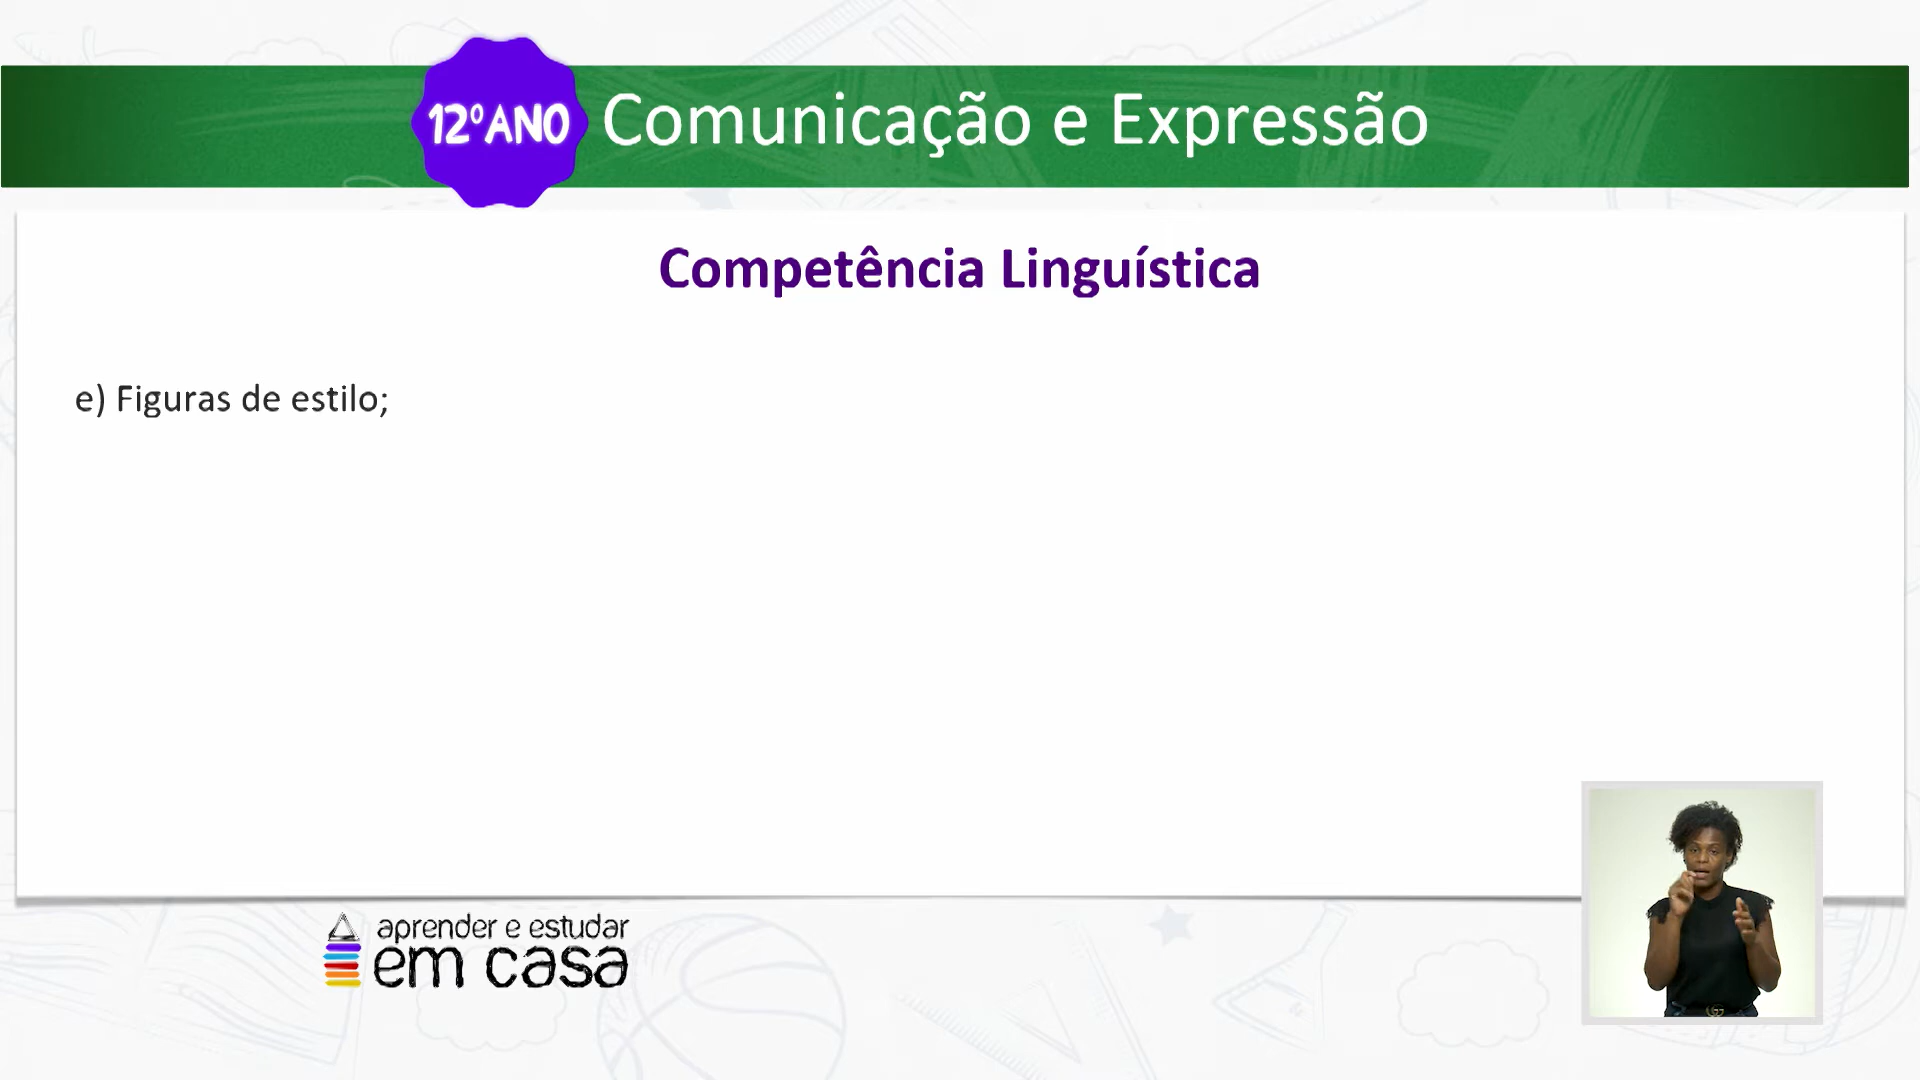 12ºANO
Comunicação e Expressão
Competência Linguística
e) Figuras de estilo;
aprender e estudar
em casa